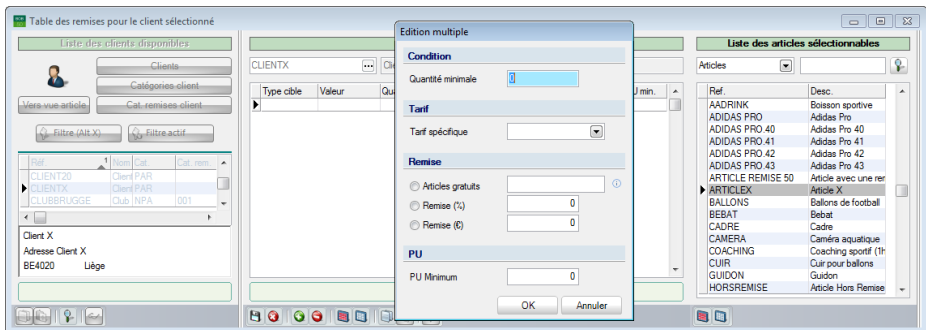 Table des remises pour le client sélectionné
Liste des clients disponibles
Clients
Catégories client
Vers vue article
Cat. remises client
Filtre (Alt X)
Filtre actif
Réf. 1 Nom Cat. Cat. rem.
CLIENT20 Client PAR
CLIENTX Client PAR
CLUBBRUGGE Club NPA 001
Client X
Adresse Client X
BE4020 Liège
CLIENTX ... Clie
Type cible Valeur Qua
U min.
Edition multiple
Condition
Quantité minimale 0
Tarif
Tarif spécifique
Remise
Articles gratuits
Remise (%) 0
Remise (€) 0
PU
PU Minimum 0
OK Annuler
Liste des articles sélectionnables
Articles
Ref. Desc.
AADRINK Boisson sportive
ADIDAS PRO Adidas Pro
ADIDAS PRO.40 Adidas Pro 40
ADIDAS PRO.41 Adidas Pro 41
ADIDAS PRO.42 Adidas Pro 42
ADIDAS PRO.43 Adidas Pro 43
ARTICLE REMISE 50 Article avec une rer
ARTICLEX Article X
BALLONS Ballons de football
BEBAT Bebat
CADRE Cadre
CAMERA Caméra aquatique
COACHING Coaching sportif (1h
CUIR Cuir pour ballons
GUIDON Guidon
HORSREMISE Article Hors Remise